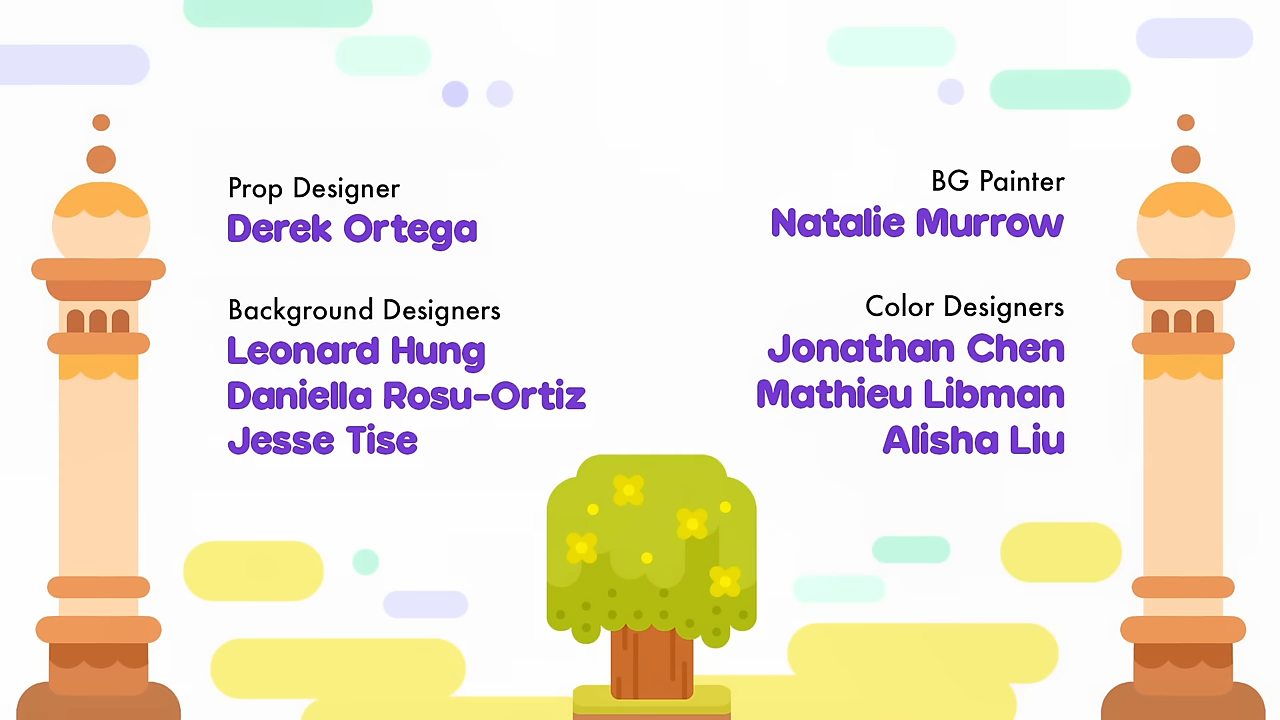 Prop Designer
Derek Ortega
Background Designers
Leonard Hung
Daniella Rosu-Ortiz
Jesse Tise
BG Painter
Natalie Murrow
Color Designers
Jonathan Chen
Mathieu Libman
Alisha Liu